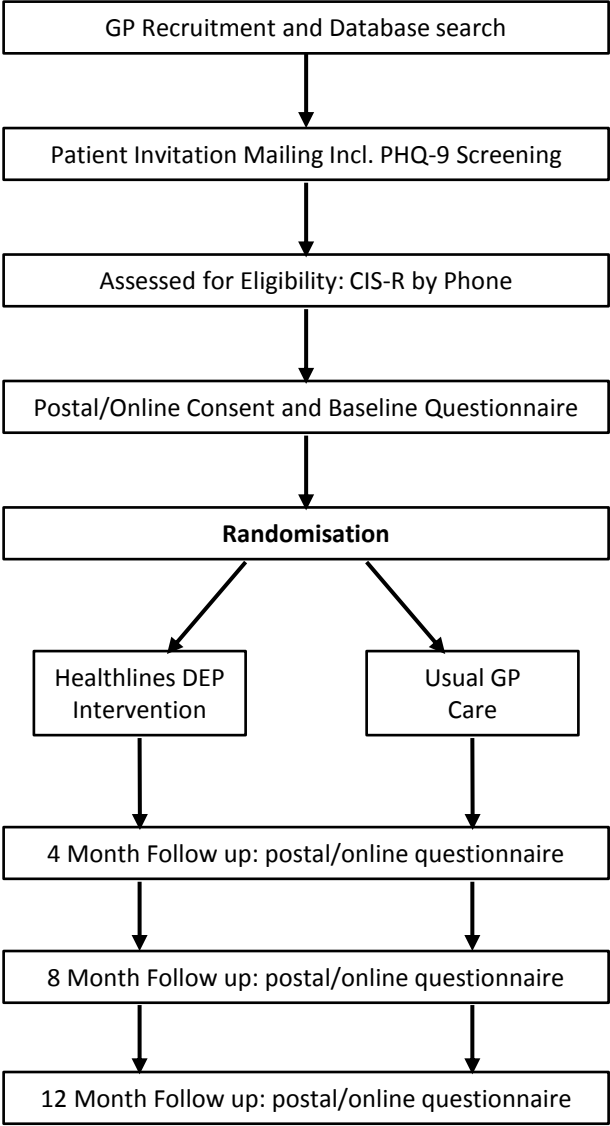 GP Recruitment and Database search
Patient Invitation Mailing Incl. PHQ-9 Screening
Assessed for Eligibility: CIS-R by Phone
Postal/Online Consent and Baseline Questionnaire
Randomisation
Healthlines DEP
Intervention
Usual GP
Care
4 Month Follow up: postal/online questionnaire
8 Month Follow up: postal/online questionnaire
12 Month Follow up: postal/online questionnaire